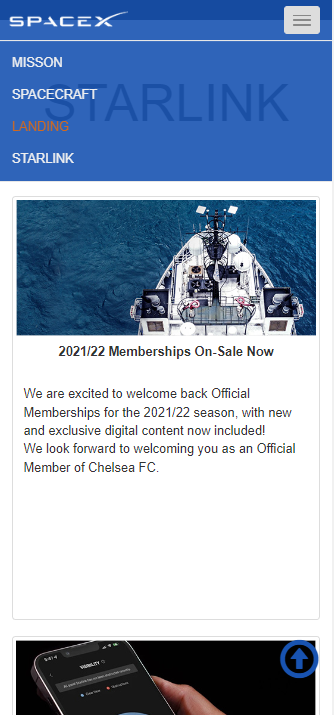 SPACEX
MISSON
STARLINK
SPACECRAFT
LANDING
STARLINK
2021/22 Memberships On-Sale Now
We are excited to welcome back Official
Memberships for the 2021/22 season, with new
and exclusive digital content now included!
We look forward to welcoming you as an Official
Member of Chelsea FC.
VISIBILITY